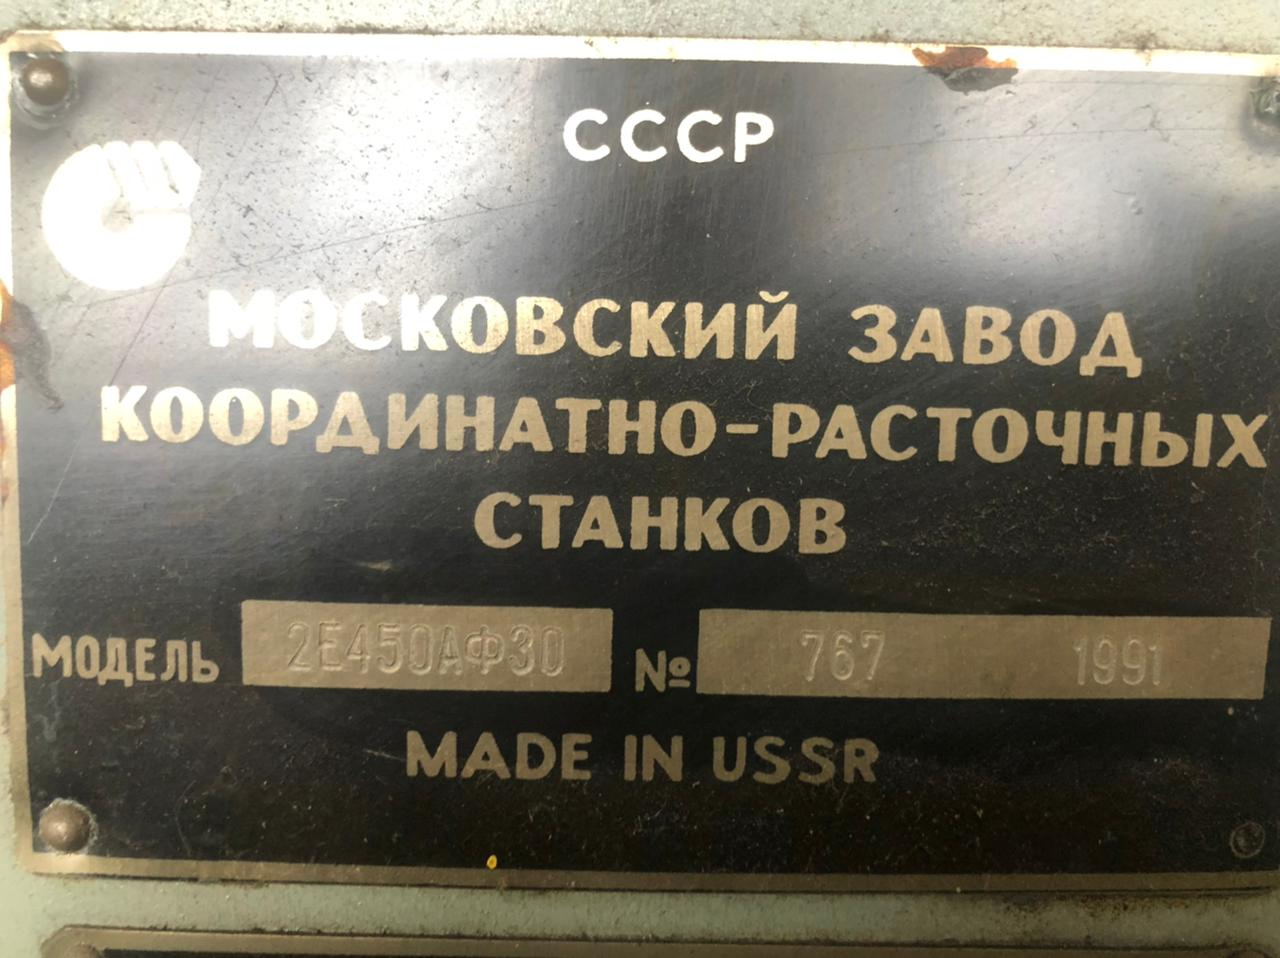 СССР
МОСКОВСКИЙ ЗАВОД
КООРДИНАТНО-РАСТОЧНЫХ
СТАНКОВ
МОДЕЛЬ 2Е450АФ30 № 767 1991
MADE IN USSR